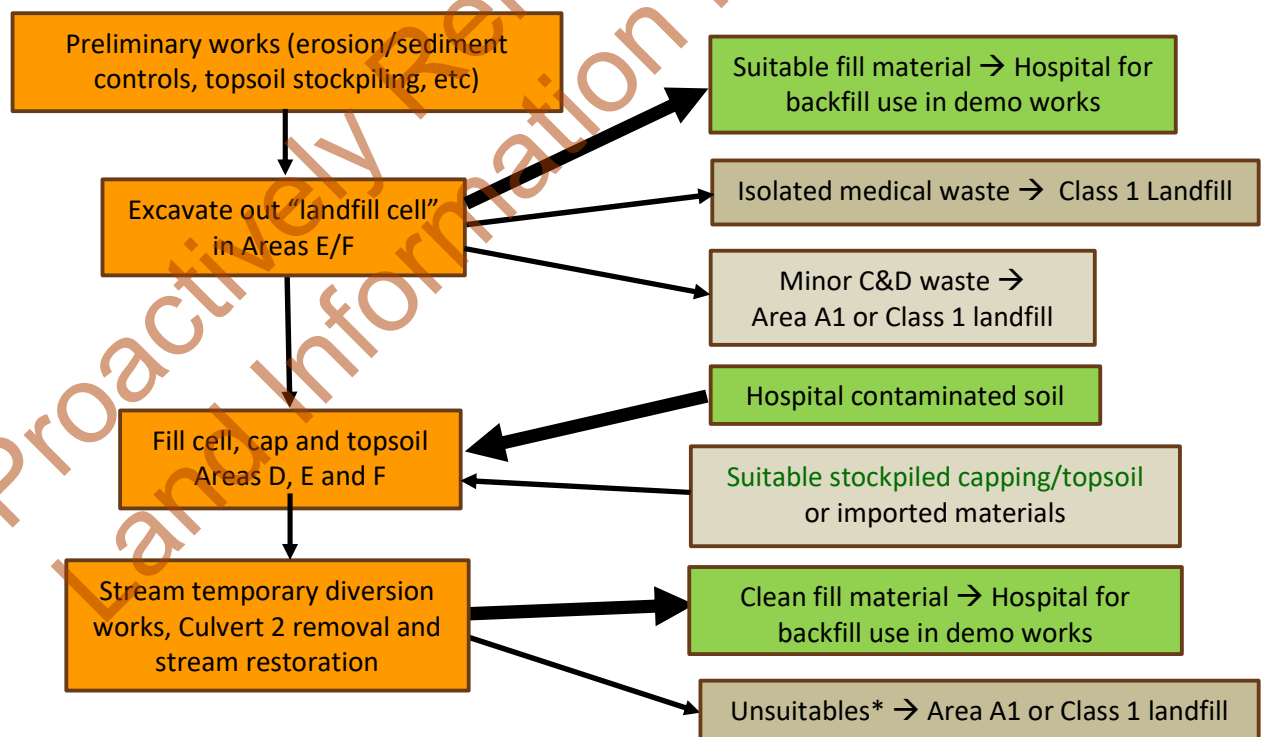 Preliminary works (erosion/sediment
controls, topsoil stockpiling, etc)
Suitable fill material → Hospital for
backfill use in demo works
Excavate out “landfill cell”
in Areas E/F
Isolated medical waste → Class 1 Landfill
Minor C&D waste →
Area A1 or Class 1 landfill
Hospital contaminated soil
Fill cell, cap and topsoil
Areas D, E and F
Suitable stockpiled capping/topsoil
or imported materials
Stream temporary diversion
works, Culvert 2 removal and
stream restoration
Clean fill material → Hospital for
backfill use in demo works
Unsuitables* → Area A1 or Class 1 landfill
Proactively
Land Information